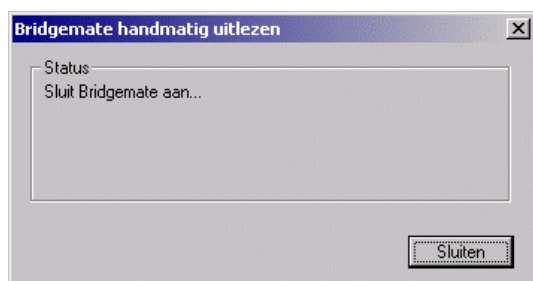 Bridgemate handmatig uitlezen
Status
Sluit Bridgemate aan...
Sluiten